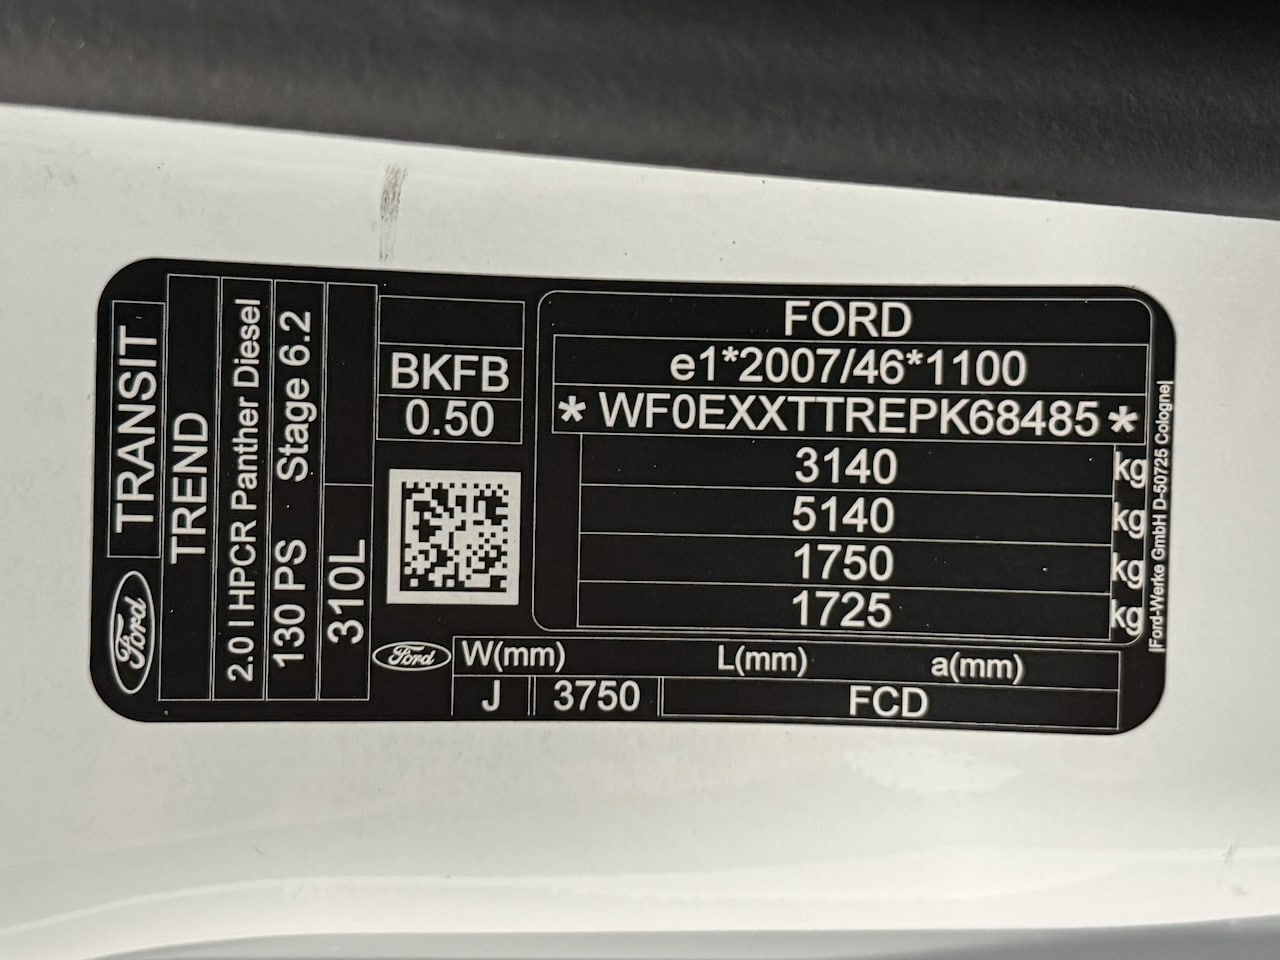 TRANSIT
Ford
TREND
2.0 l HPCR Panther Diesel
130 PS Stage 6.2
310L
BKFB
0.50
FORD
e1*2007/46*1100
* WF0EXXTTREPK68485 *
3140 kg
5140 kg
1750 kg
1725 kg
|Ford-Werke GmbH D-50725 Cologne|
Ford
W(mm) L(mm) a(mm)
J 3750 FCD